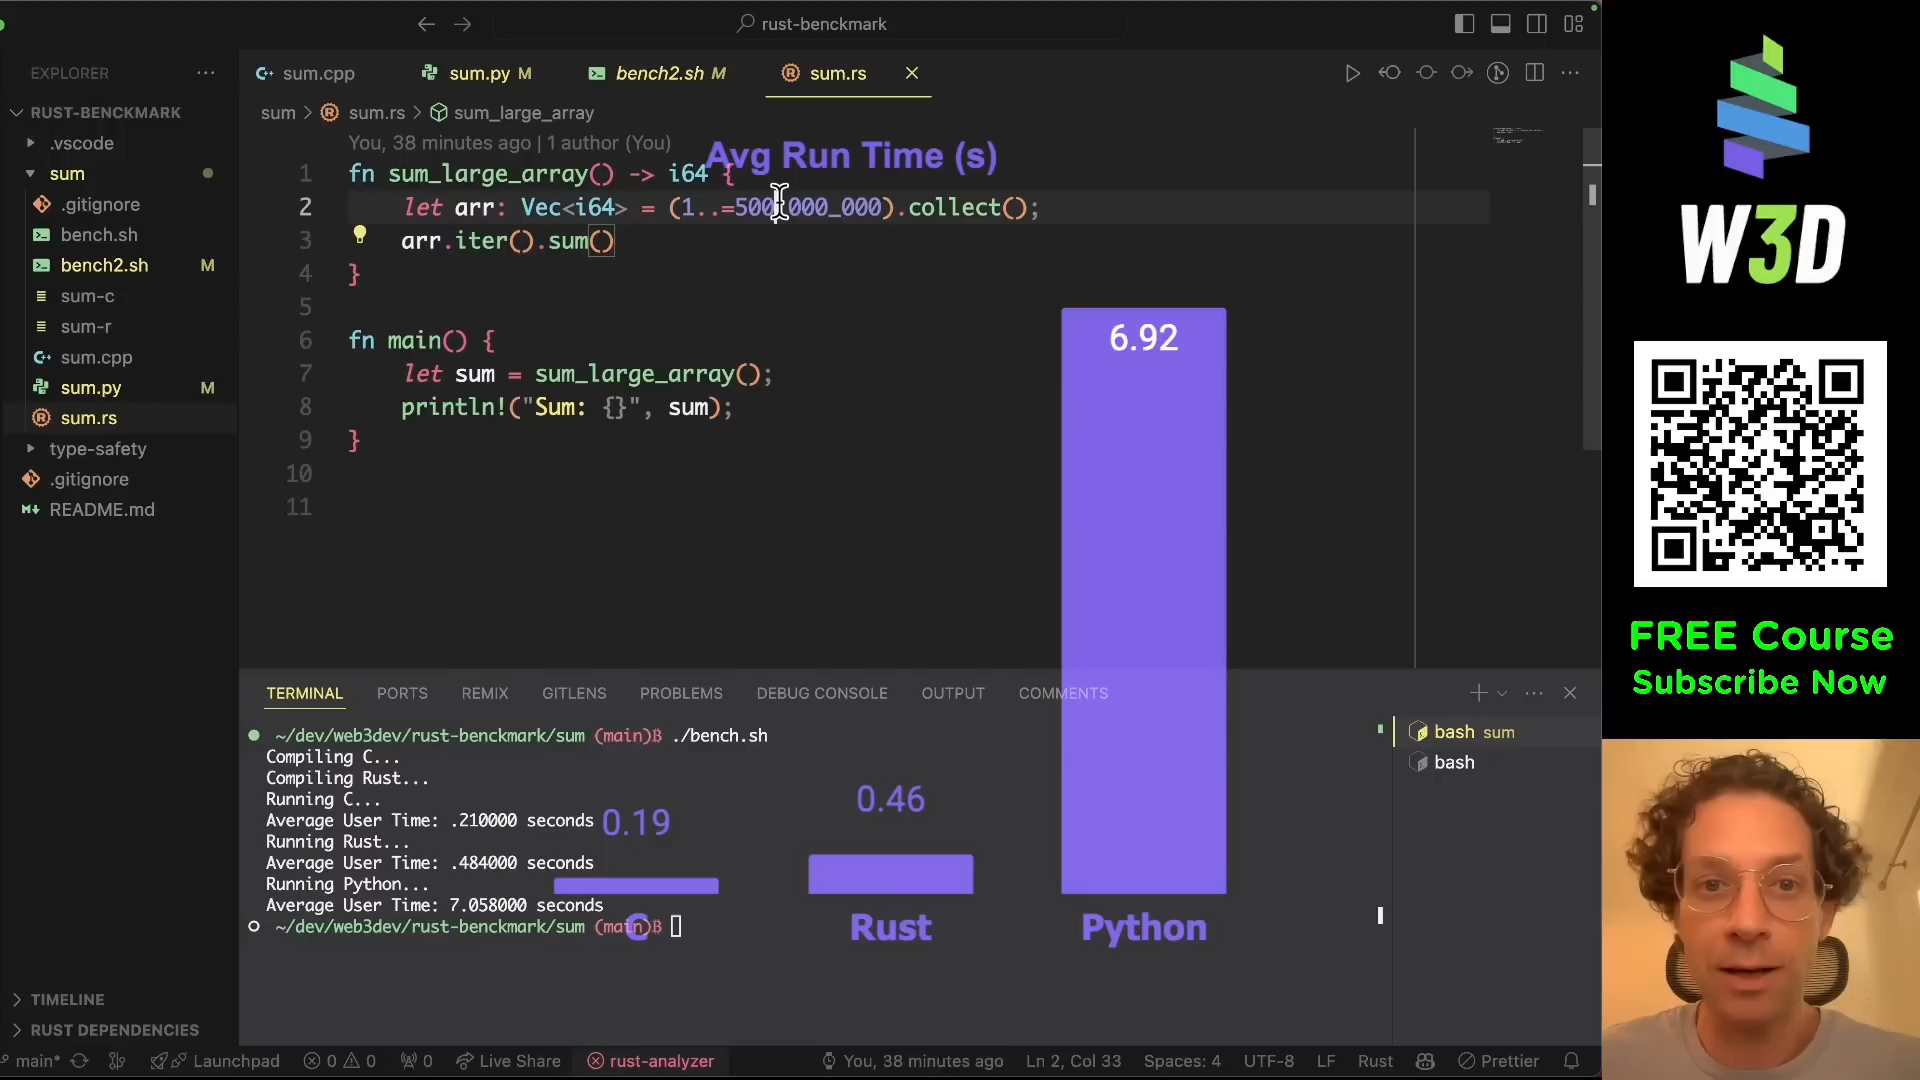 rust-benckmark
EXPLORER
RUST-BENCKMARK
.vscode
sum
.gitignore
bench.sh
bench2.sh M
sum-c
sum-r
sum.cpp
sum.py M
sum.rs
type-safety
.gitignore
README.md
TIMELINE
RUST DEPENDENCIES
sum.cpp
sum.py M
bench2.sh M
sum.rs
sum > sum.rs > sum_large_array
You, 38 minutes ago | 1 author (You)
Avg Run Time (s)
1 fn sum_large_array() -> i64 {
2 let arr: Vec<i64> = (1..=500_000_000).collect();
3 arr.iter().sum()
4 }
5
6 fn main() {
7 let sum = sum_large_array();
8 println!("Sum: {}", sum);
9 }
10
11
6.92
0.46
0.19
C
Rust
Python
TERMINAL
PORTS
REMIX
GITLENS
PROBLEMS
DEBUG CONSOLE
OUTPUT
COMMENTS
~/dev/web3dev/rust-benckmark/sum (main)₿ ./bench.sh
Compiling C...
Compiling Rust...
Running C...
Average User Time: .210000 seconds
Running Rust...
Average User Time: .484000 seconds
Running Python...
Average User Time: 7.058000 seconds
~/dev/web3dev/rust-benckmark/sum (main)₿
bash sum
bash
main*
Launchpad
0
0
0
Live Share
rust-analyzer
You, 38 minutes ago
Ln 2, Col 33
Spaces: 4
UTF-8
LF
Rust
Prettier
W3D
FREE Course
Subscribe Now